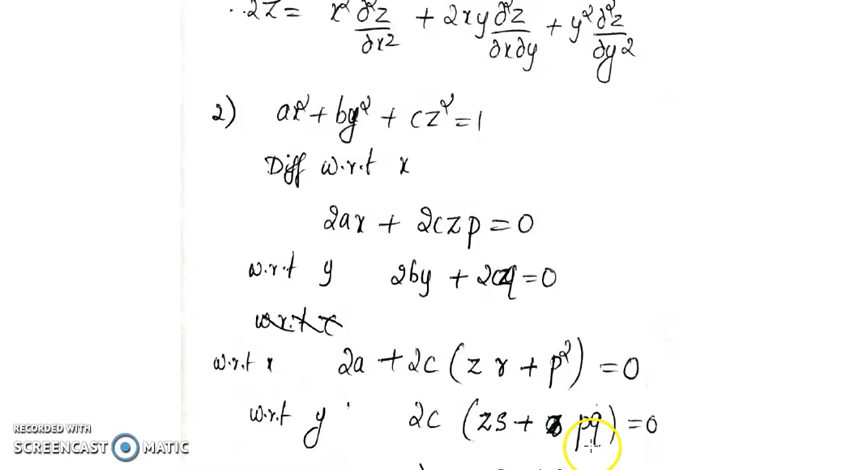 ∴ 2z = x² ∂²z/∂x² + 2xy ∂²z/∂x∂y + y² ∂²z/∂y²
2) ax² + by² + cz² = 1
Diff w.r.t x
2ax + 2czp = 0
w.r.t y 2by + 2czq = 0
w.r.t x
w.r.t x 2a + 2c (zr + p²) = 0
w.r.t y 2c (zs + pq) = 0
RECORDED WITH
SCREENCAST MATIC